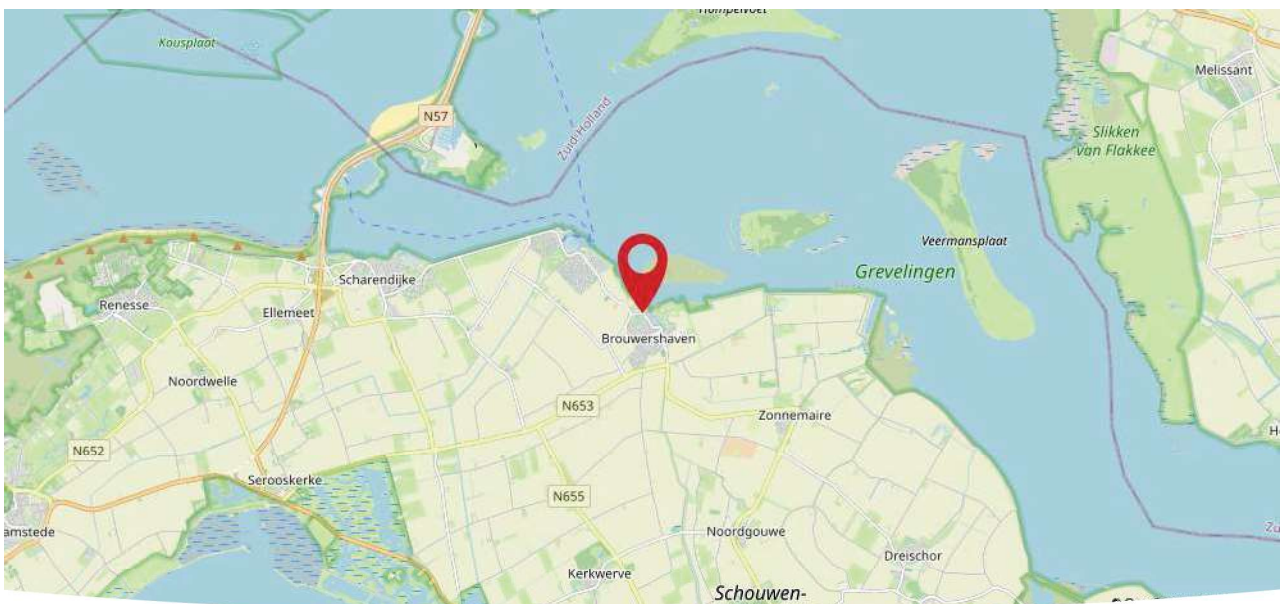 Kousplaat
Melissant
N57
Zuid-Holland
Slikken
van Flakkee
Veermansplaat
Grevelingen
Scharendijke
Renesse
Ellemeet
Brouwershaven
Noordwelle
N653
Zonnemaire
N652
Serooskerke
N655
amstede
Noordgouwe
Dreischor
Kerkwerve
Schouwen-